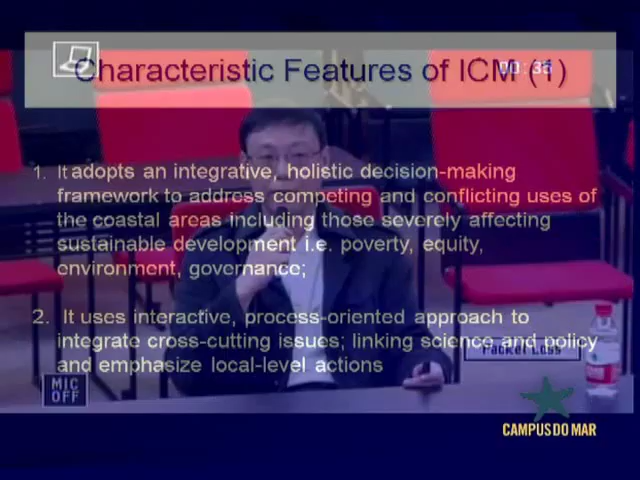 Characteristic Features of ICM (1)
00:35
1. It adopts an integrative, holistic decision-making
framework to address competing and conflicting uses of
the coastal areas including those severely affecting
sustainable development i.e. poverty, equity,
environment, governance;
2. It uses interactive, process-oriented approach to
integrate cross-cutting issues; linking science and policy
Packet Loss
and emphasize local-level actions
MIC
OFF
CAMPUS DO MAR